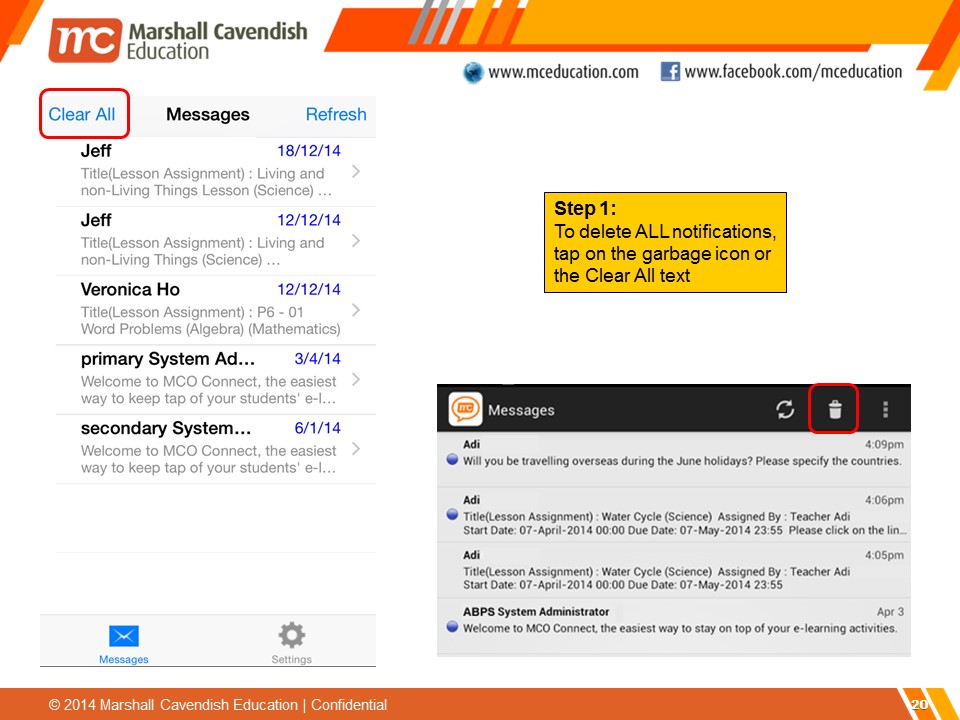 mc Marshall Cavendish
Education
www.mceducation.com
www.facebook.com/mceducation
Clear All Messages Refresh
Jeff 18/12/14
Title(Lesson Assignment) : Living and
non-Living Things Lesson (Science) ...
Jeff 12/12/14
Title(Lesson Assignment) : Living and
non-Living Things (Science) ...
Veronica Ho 12/12/14
Title(Lesson Assignment) : P6 - 01
Word Problems (Algebra) (Mathematics)
primary System Ad... 3/4/14
Welcome to MCO Connect, the easiest
way to keep tap of your students' e-l...
secondary System... 6/1/14
Welcome to MCO Connect, the easiest
way to keep tap of your students' e-l...
Messages Settings
Step 1:
To delete ALL notifications,
tap on the garbage icon or
the Clear All text
mc Messages
Adi 4:09pm
Will you be travelling overseas during the June holidays? Please specify the countries.
Adi 4:06pm
Title(Lesson Assignment) : Water Cycle (Science) Assigned By : Teacher Adi
Start Date: 07-April-2014 00:00 Due Date: 07-May-2014 23:55 Please click on the lin...
Adi 4:05pm
Title(Lesson Assignment) : Water Cycle (Science) Assigned By : Teacher Adi
Start Date: 07-April-2014 00:00 Due Date: 07-May-2014 23:55
ABPS System Administrator Apr 3
Welcome to MCO Connect, the easiest way to stay on top of your e-learning activities.
© 2014 Marshall Cavendish Education | Confidential 20